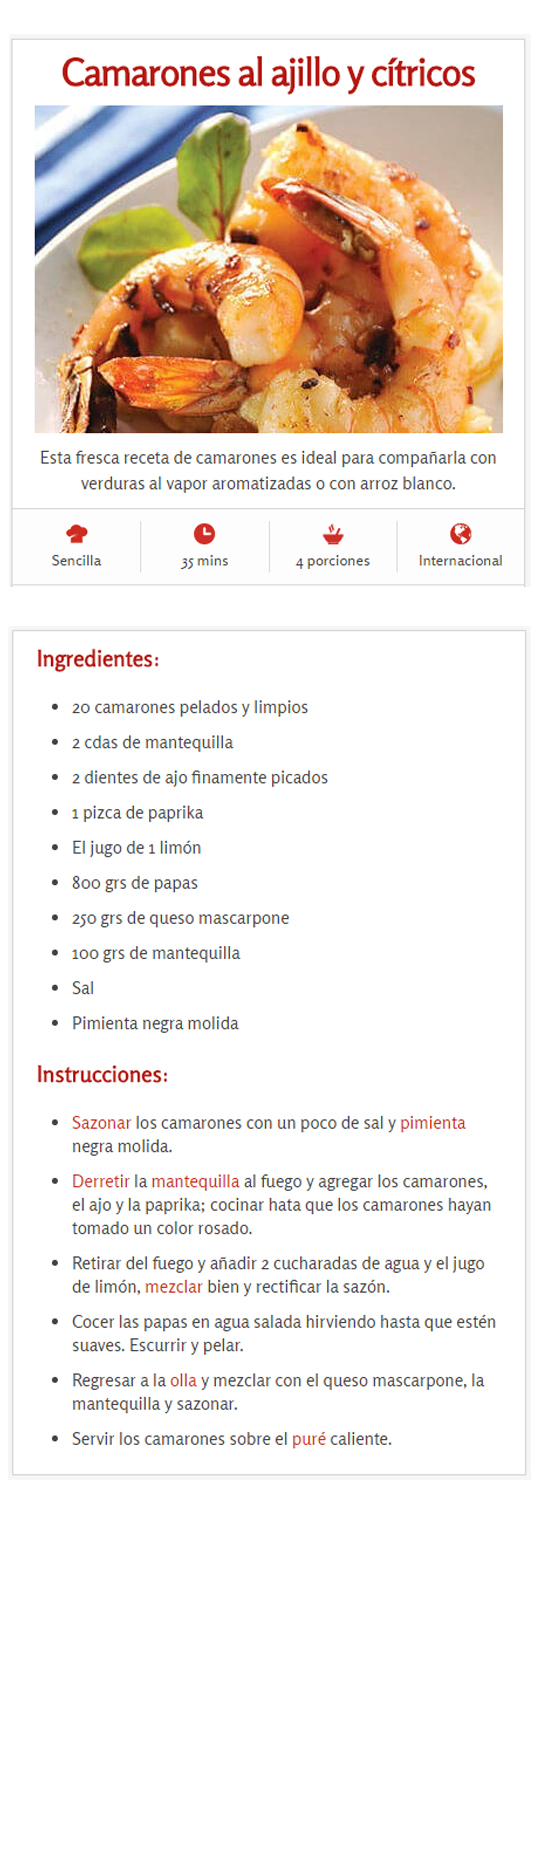 Camarones al ajillo y cítricos
Esta fresca receta de camarones es ideal para compañarla con
verduras al vapor aromatizadas o con arroz blanco.
Sencilla
35 mins
4 porciones
Internacional
Ingredientes:
• 20 camarones pelados y limpios
• 2 cdas de mantequilla
• 2 dientes de ajo finamente picados
• 1 pizca de paprika
• El jugo de 1 limón
• 800 grs de papas
• 250 grs de queso mascarpone
• 100 grs de mantequilla
• Sal
• Pimienta negra molida
Instrucciones:
• Sazonar los camarones con un poco de sal y pimienta
negra molida.
• Derretir la mantequilla al fuego y agregar los camarones,
el ajo y la paprika; cocinar hata que los camarones hayan
tomado un color rosado.
• Retirar del fuego y añadir 2 cucharadas de agua y el jugo
de limón, mezclar bien y rectificar la sazón.
• Cocer las papas en agua salada hirviendo hasta que estén
suaves. Escurrir y pelar.
• Regresar a la olla y mezclar con el queso mascarpone, la
mantequilla y sazonar.
• Servir los camarones sobre el puré caliente.